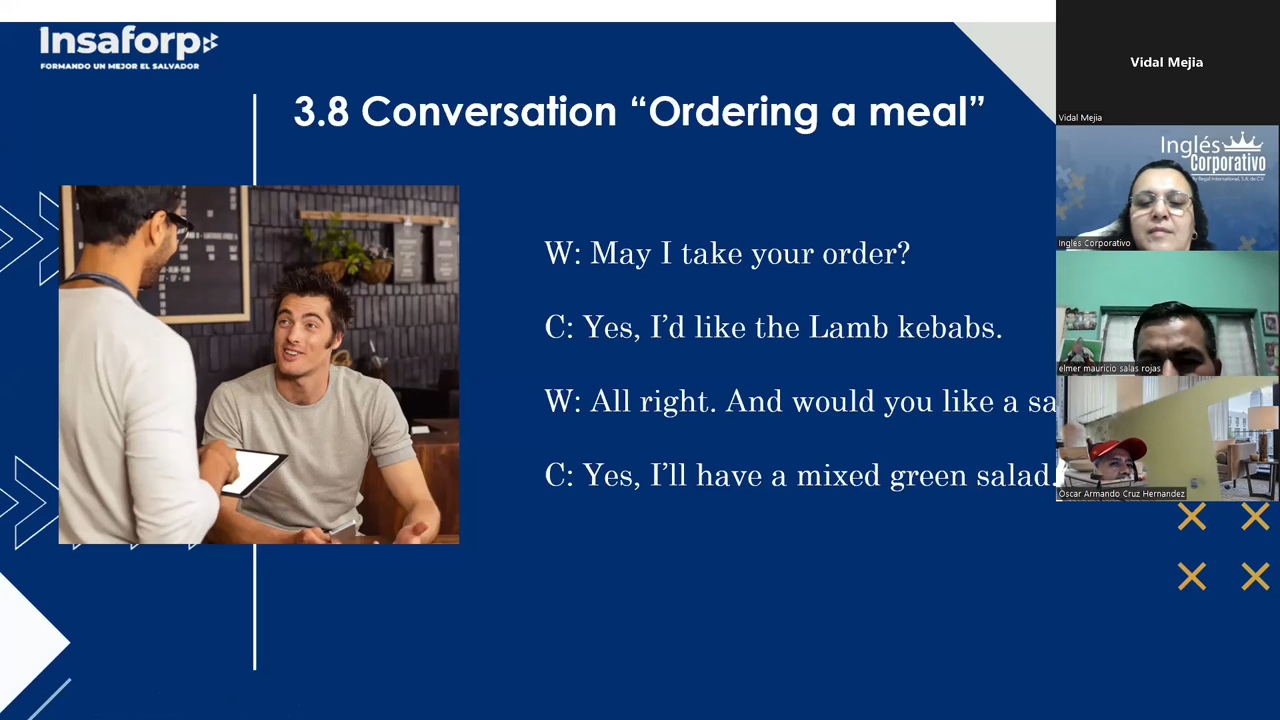 Insaforp
FORMANDO UN MEJOR EL SALVADOR
3.8 Conversation “Ordering a meal”
W: May I take your order?
C: Yes, I’d like the Lamb kebabs.
W: All right. And would you like a sa
C: Yes, I’ll have a mixed green salad.
Vidal Mejia
Vidal Mejia
Inglés
Corporativo
Inglés Corporativo
elmer mauricio salas rojas
Oscar Armando Cruz Hernandez